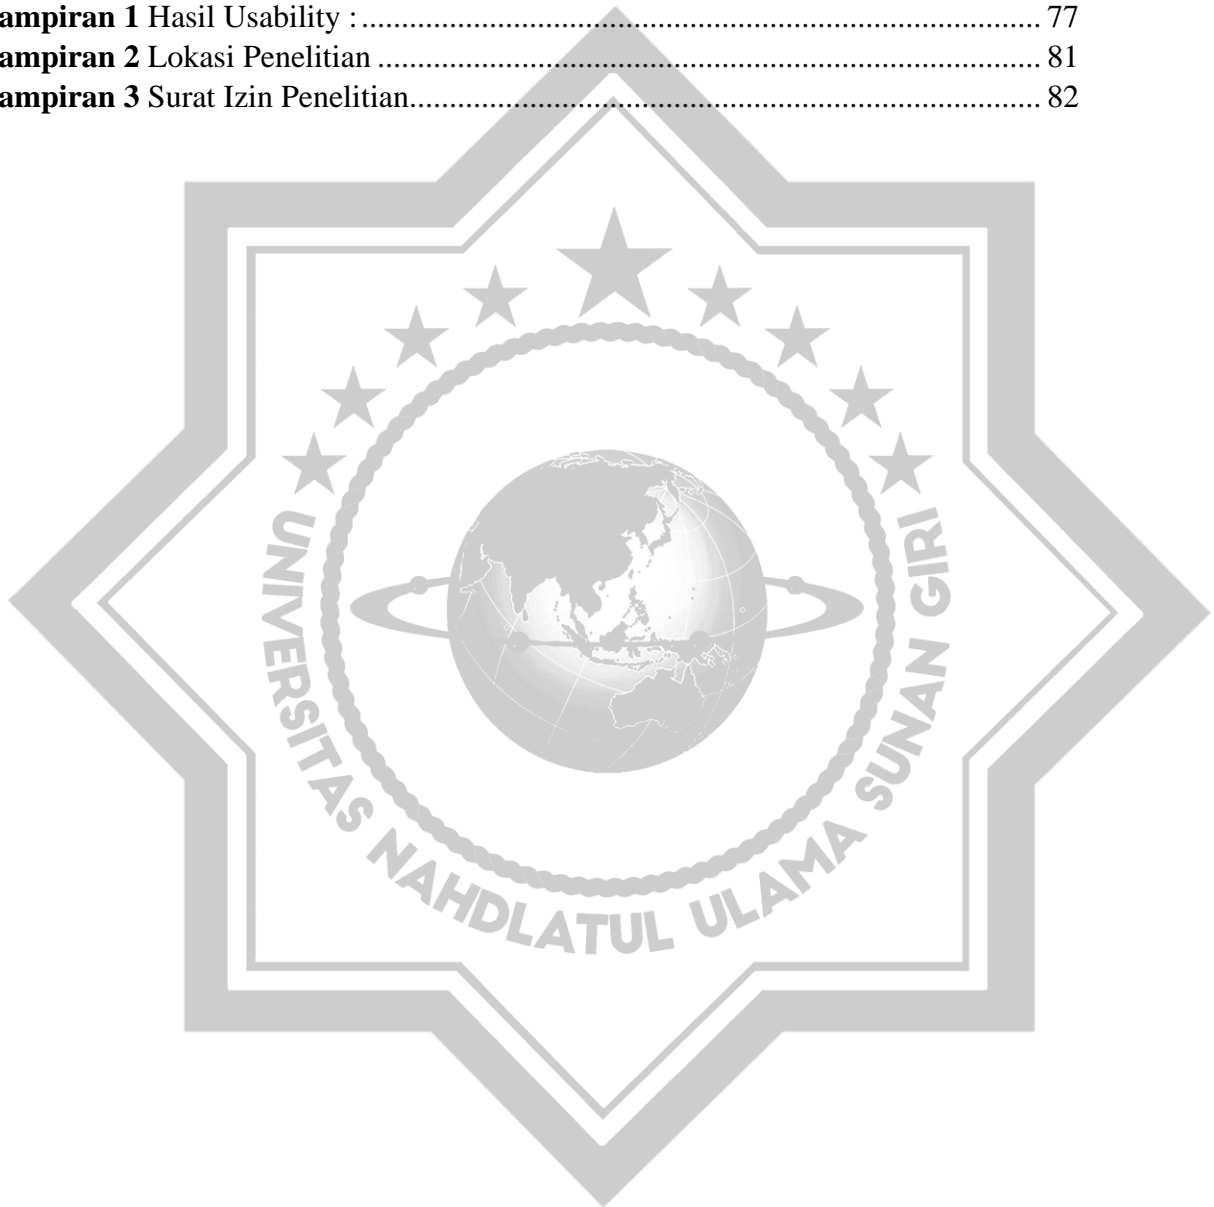 ampiran 1 Hasil Usability :........................................................................................ 77
ampiran 2 Lokasi Penelitian ...................................................................................... 81
ampiran 3 Surat Izin Penelitian.................................................................................. 82
UNIVERSITAS NAHDLATUL ULAMA SUNAN GIRI